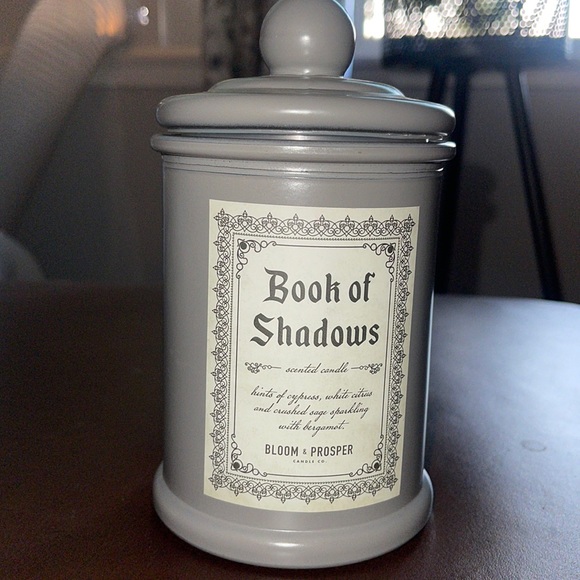 Book of
Shadows
scented candle
hints of cypress, white citrus
and crushed sage sparkling
with bergamot.
BLOOM & PROSPER
CANDLE CO.